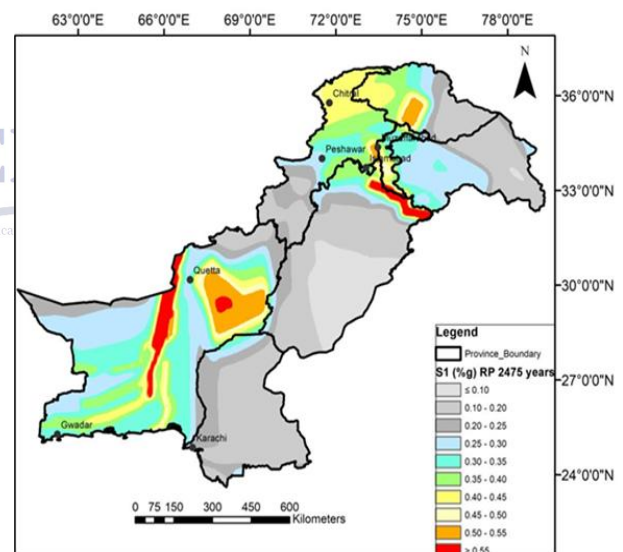 63°0'0"E 66°0'0"E 69°0'0"E 72°0'0"E 75°0'0"E 78°0'0"E
N
36°0'0"N
Chitral
Peshawar
Islamabad
33°0'0"N
Quetta
30°0'0"N
Legend
Province_Boundary
S1 (%g) RP 2475 years
≤ 0.10
0.10 - 0.20
0.20 - 0.25
0.25 - 0.30
0.30 - 0.35
0.35 - 0.40
0.40 - 0.45
0.45 - 0.50
0.50 - 0.55
> 0.55
27°0'0"N
Gwadar
Karachi
24°0'0"N
0 75 150 300 450 600
Kilometers